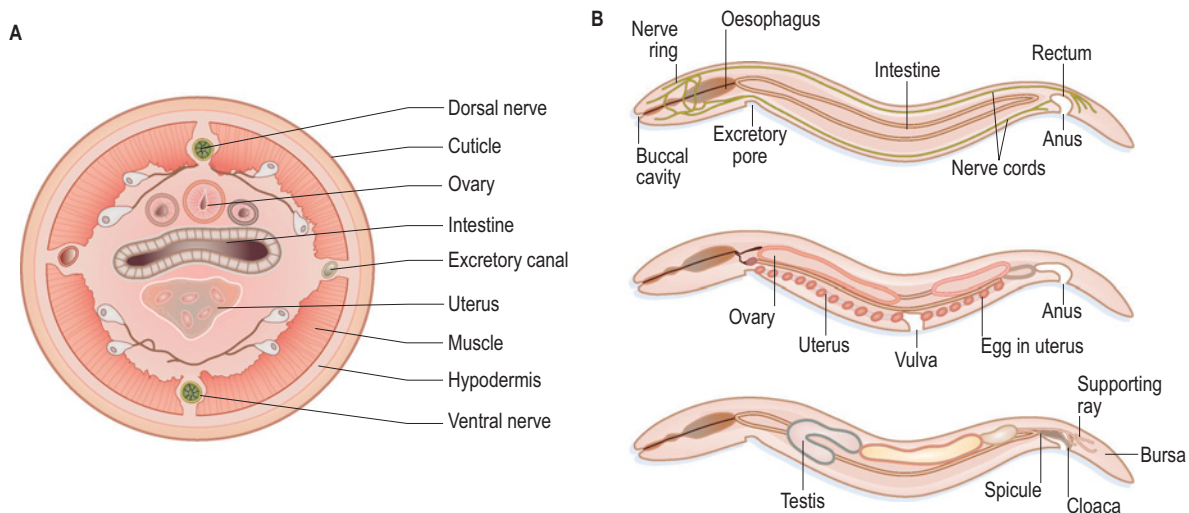 A
Dorsal nerve
Cuticle
Ovary
Intestine
Excretory canal
Uterus
Muscle
Hypodermis
Ventral nerve
B
Nerve
ring
Oesophagus
Intestine
Rectum
Buccal
cavity
Excretory
pore
Nerve cords
Anus
Ovary
Uterus
Vulva
Egg in uterus
Anus
Supporting
ray
Bursa
Testis
Spicule
Cloaca